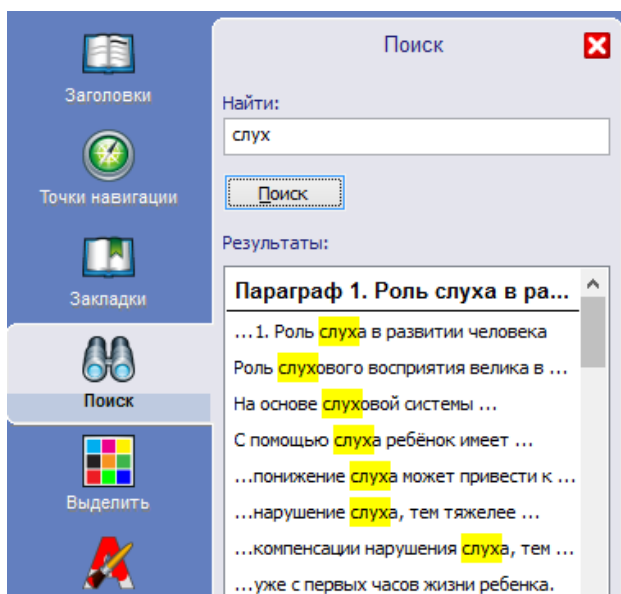 Заголовки
Точки навигации
Закладки
Поиск
Выделить
Поиск
Найти:
слух
Поиск
Результаты:
Параграф 1. Роль слуха в ра...
...1. Роль слуха в развитии человека
Роль слухового восприятия велика в ...
На основе слуховой системы ...
С помощью слуха ребёнок имеет ...
...понижение слуха может привести к ...
...нарушение слуха, тем тяжелее ...
...компенсации нарушения слуха, тем ...
...уже с первых часов жизни ребенка.